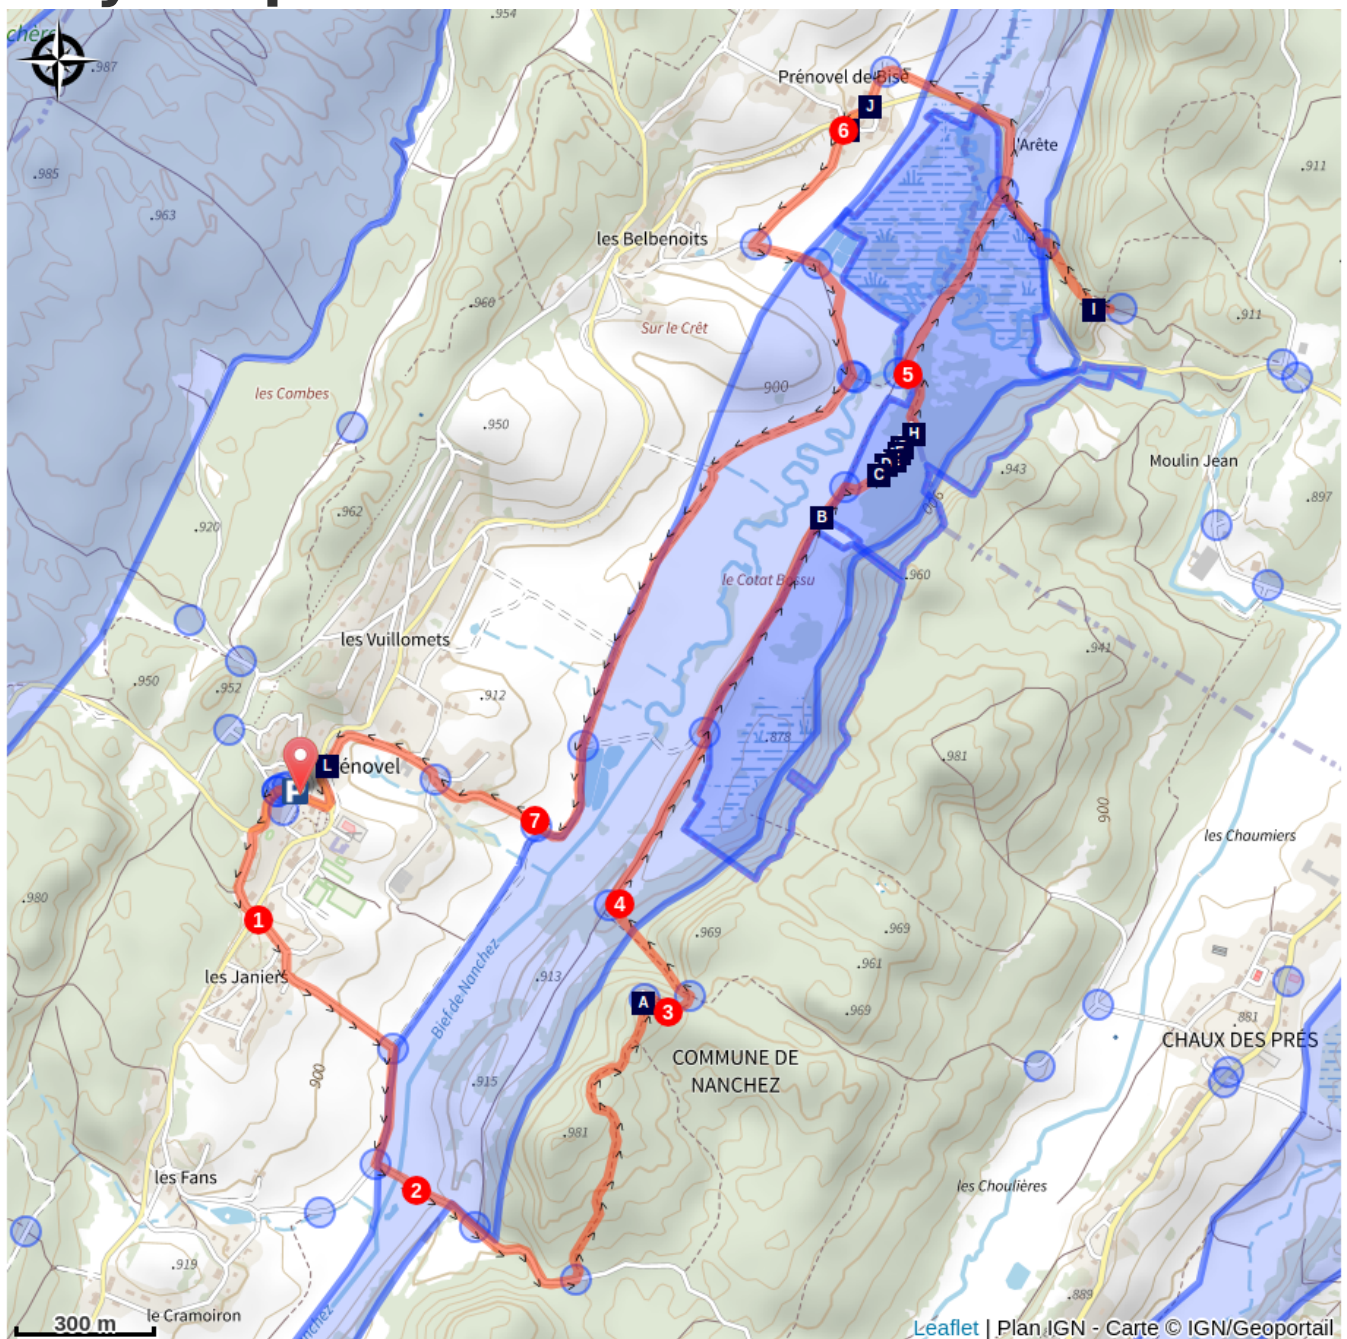 .954
.987
Prénovel de Bise
J
6
.985
l'Arête
.911
.963
les Belbenoits
.960
I
.911
Sur le Crêt
900
les Combes
5
.950
H
C
Moulin Jean
.943
.897
.962
B
.920
le Cotat Bossu
.960
les Vuillomets
.941
.950
.952
.912
.878
.981
L
énovel
P
7
les Chaumiers
900
.980
4
1
.969
.969
.961
les Janiers
.913
Bief de Nanchez
A
3
.969
.881
CHAUX DES PRÉS
COMMUNE DE
NANCHEZ
900
.915
.981
les Fans
2
les Choulières
.919
.889
le Cramoiron
300 m
Leaflet | Plan IGN - Carte © IGN/Geoportail